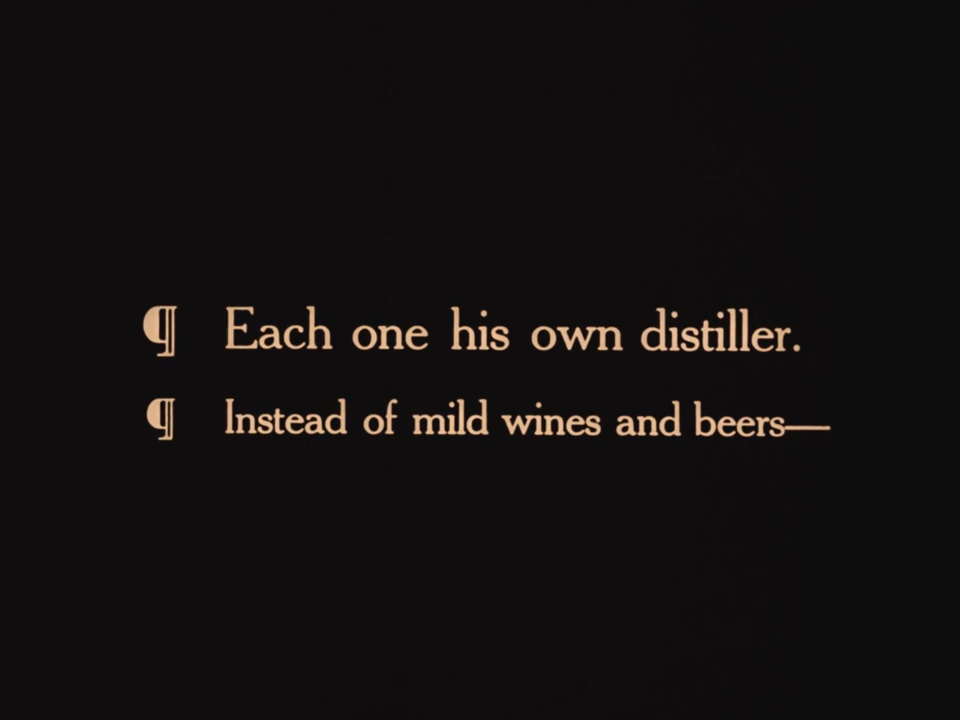 ¶ Each one his own distiller.
¶ Instead of mild wines and beers—